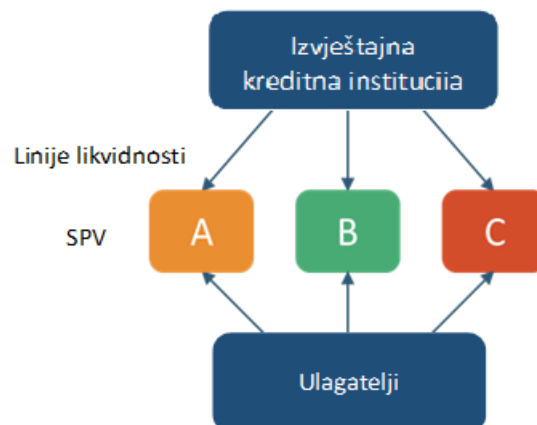 Izvještajna
kreditna institucija
Linije likvidnosti
SPV
A
B
C
Ulagatelji